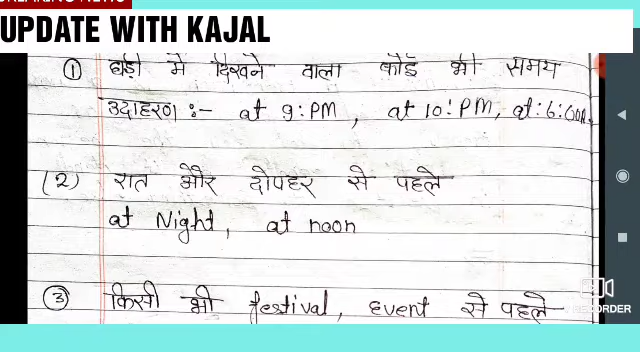 UPDATE WITH KAJAL
① घड़ी में दिखने वाला कोई भी समय
उदाहरण :- at 9:PM, at 10:PM, at:6:00
(2) रात और दोपहर से पहले
at Night, at noon
③ किसी भी festival, event से पहले